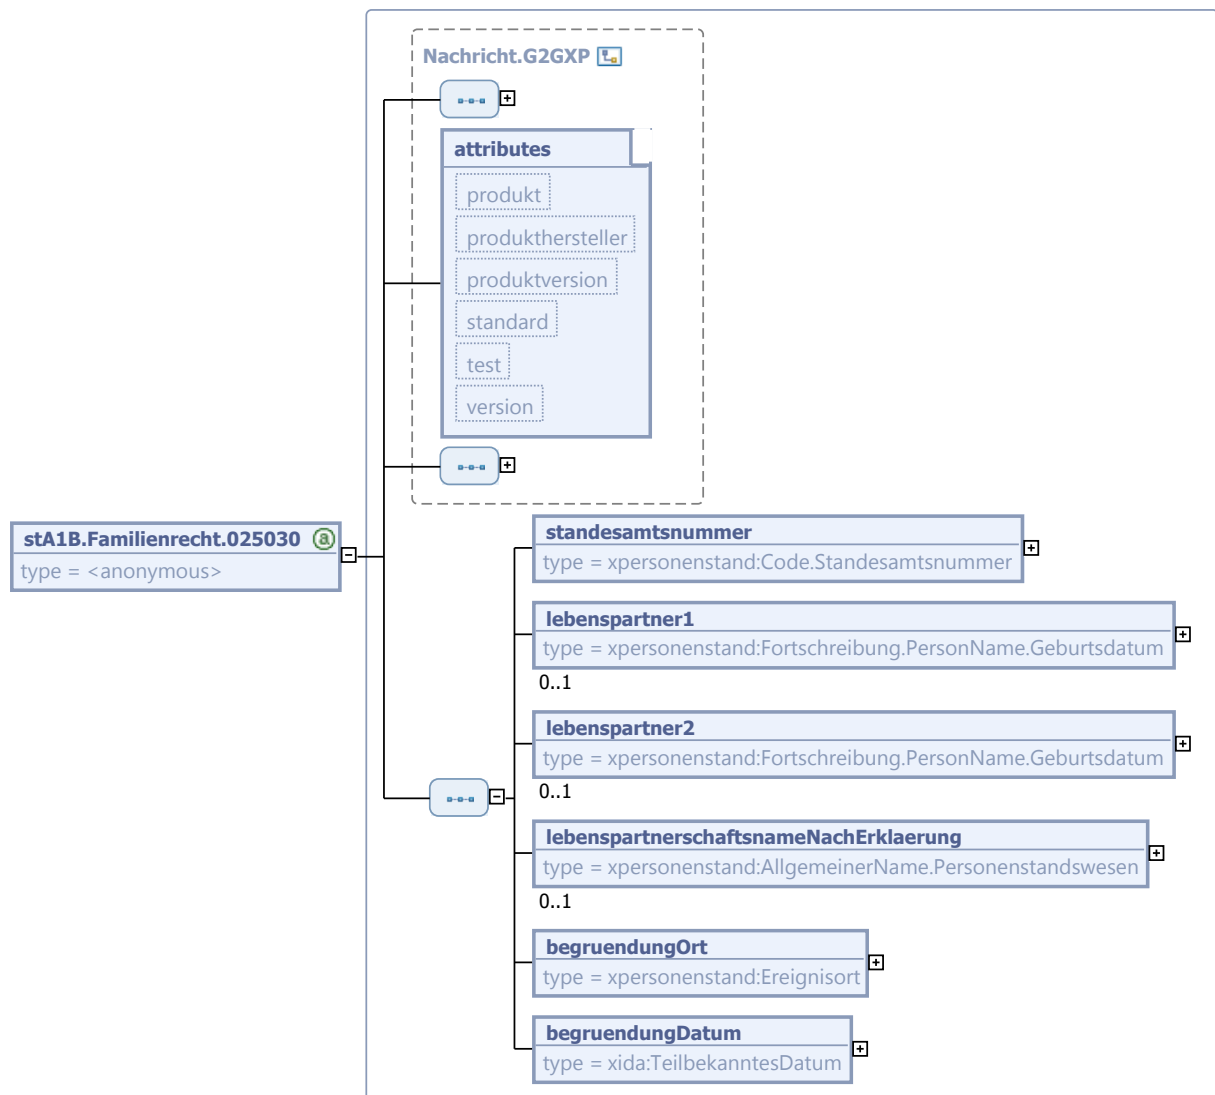 Nachricht.G2GXP
attributes
produkt
produkthersteller
produktversion
standard
test
version
stA1B.Familienrecht.025030
type = <anonymous>
standesamtsnummer
type = xpersonenstand:Code.Standesamtsnummer
lebenspartner1
type = xpersonenstand:Fortschreibung.PersonName.Geburtsdatum
0..1
lebenspartner2
type = xpersonenstand:Fortschreibung.PersonName.Geburtsdatum
0..1
lebenspartnerschaftsnameNachErklaerung
type = xpersonenstand:AllgemeinerName.Personenstandswesen
0..1
begruendungOrt
type = xpersonenstand:Ereignisort
begruendungDatum
type = xida:TeilbekanntesDatum